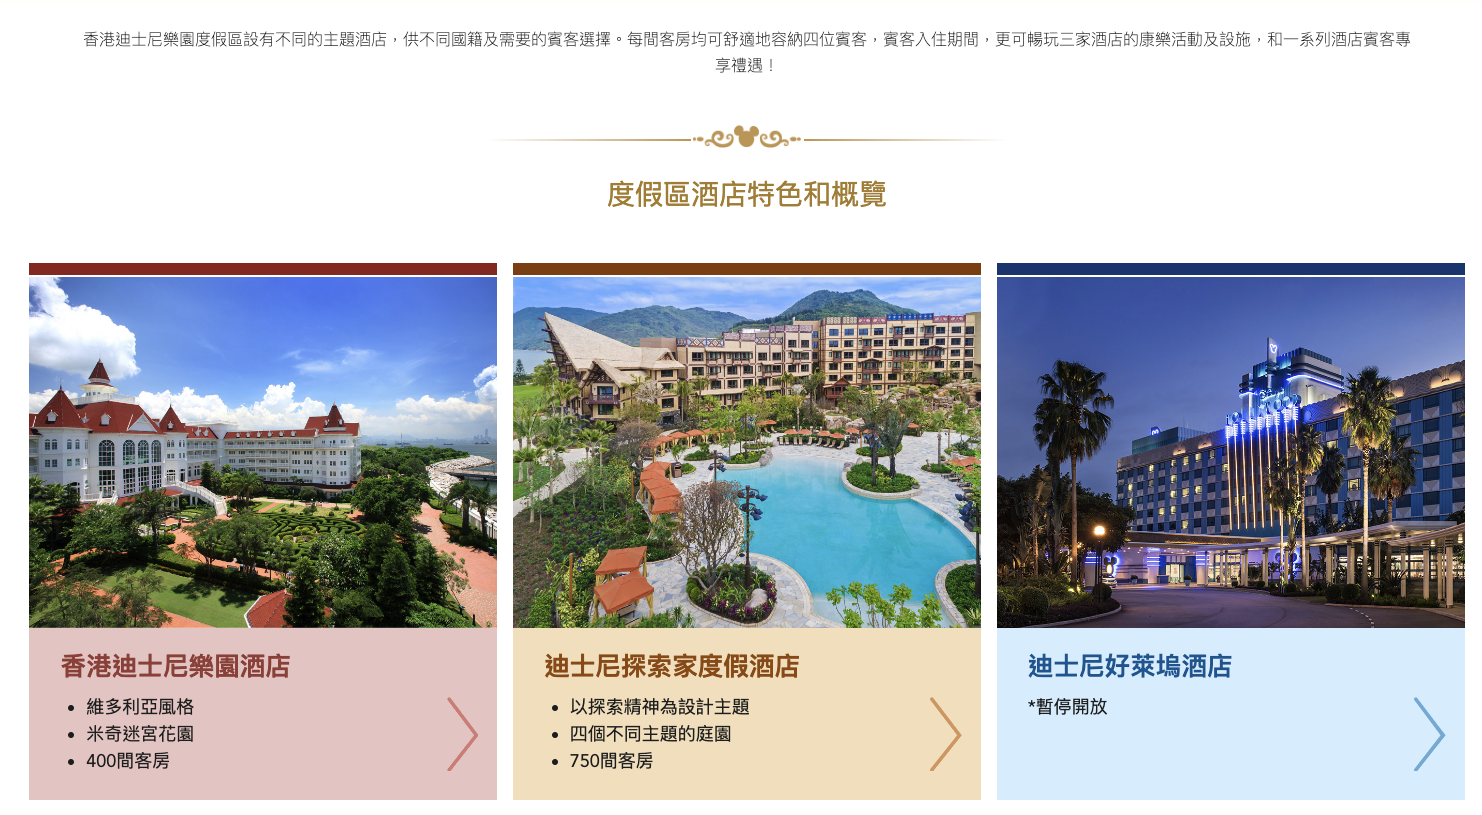 香港迪士尼樂園度假區設有不同的主題酒店，供不同國籍及需要的賓客選擇。每間客房均可舒適地容納四位賓客，賓客入住期間，更可暢玩三家酒店的康樂活動及設施，和一系列酒店賓客專
享禮遇！
度假區酒店特色和概覽
香港迪士尼樂園酒店
維多利亞風格
米奇迷宮花園
400間客房
迪士尼探索家度假酒店
以探索精神為設計主題
四個不同主題的庭園
750間客房
迪士尼好萊塢酒店
*暫停開放